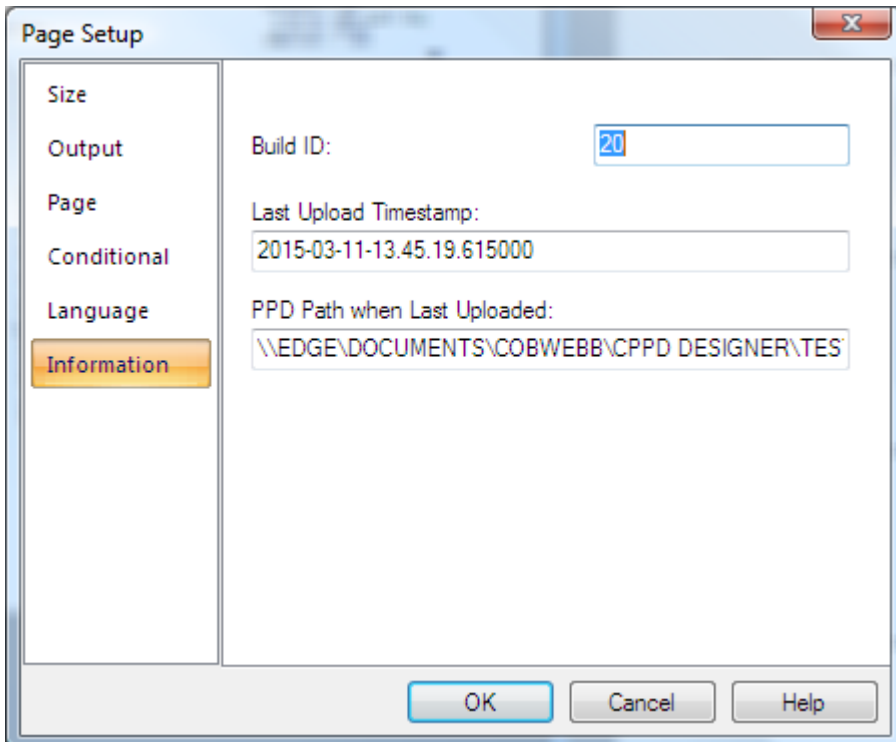 Page Setup
Size
Output
Page
Conditional
Language
Information
Build ID:
20
Last Upload Timestamp:
2015-03-11-13.45.19.615000
PPD Path when Last Uploaded:
\\EDGE\DOCUMENTS\COBWEBB\CPPD DESIGNER\TEST
OK
Cancel
Help